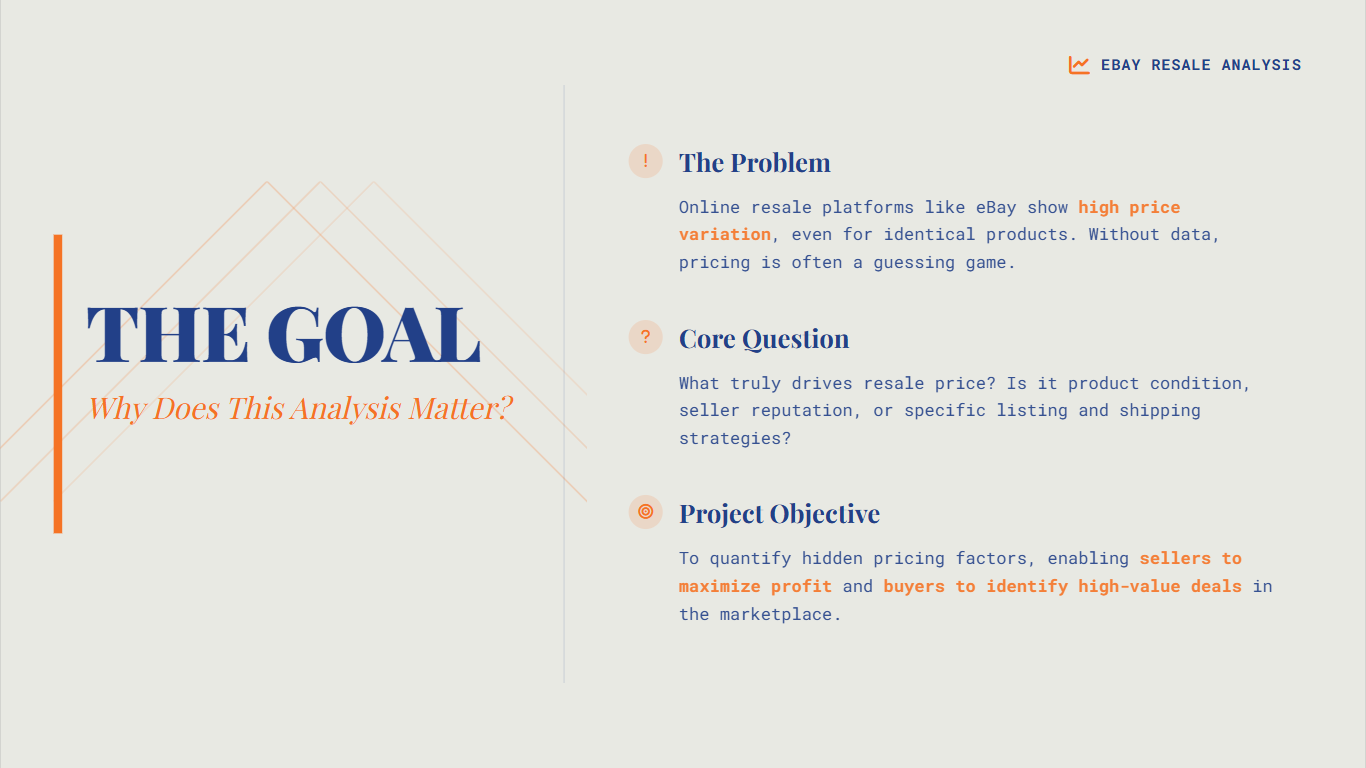 EBAY RESALE ANALYSIS
THE GOAL
Why Does This Analysis Matter?
!
The Problem
Online resale platforms like eBay show high price
variation, even for identical products. Without data,
pricing is often a guessing game.
?
Core Question
What truly drives resale price? Is it product condition,
seller reputation, or specific listing and shipping
strategies?
Project Objective
To quantify hidden pricing factors, enabling sellers to
maximize profit and buyers to identify high-value deals in
the marketplace.